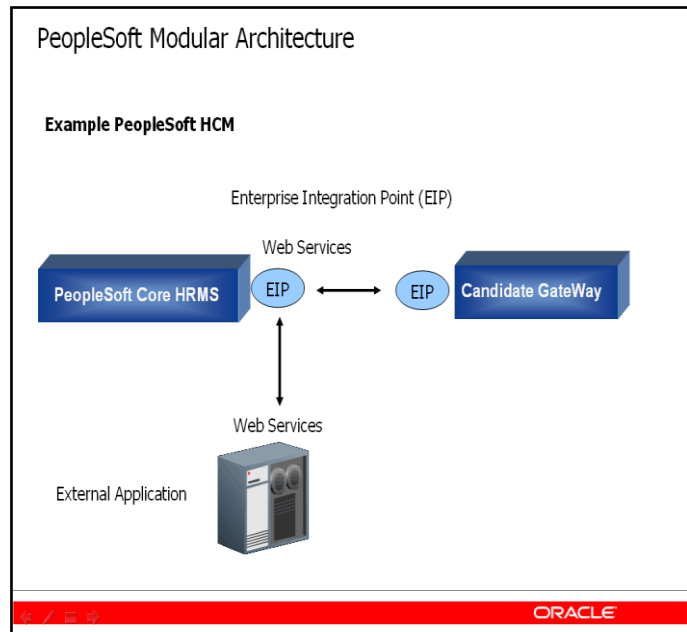 PeopleSoft Modular Architecture
Example PeopleSoft HCM
Enterprise Integration Point (EIP)
Web Services
PeopleSoft Core HRMS
EIP
EIP
Candidate GateWay
Web Services
External Application
ORACLE